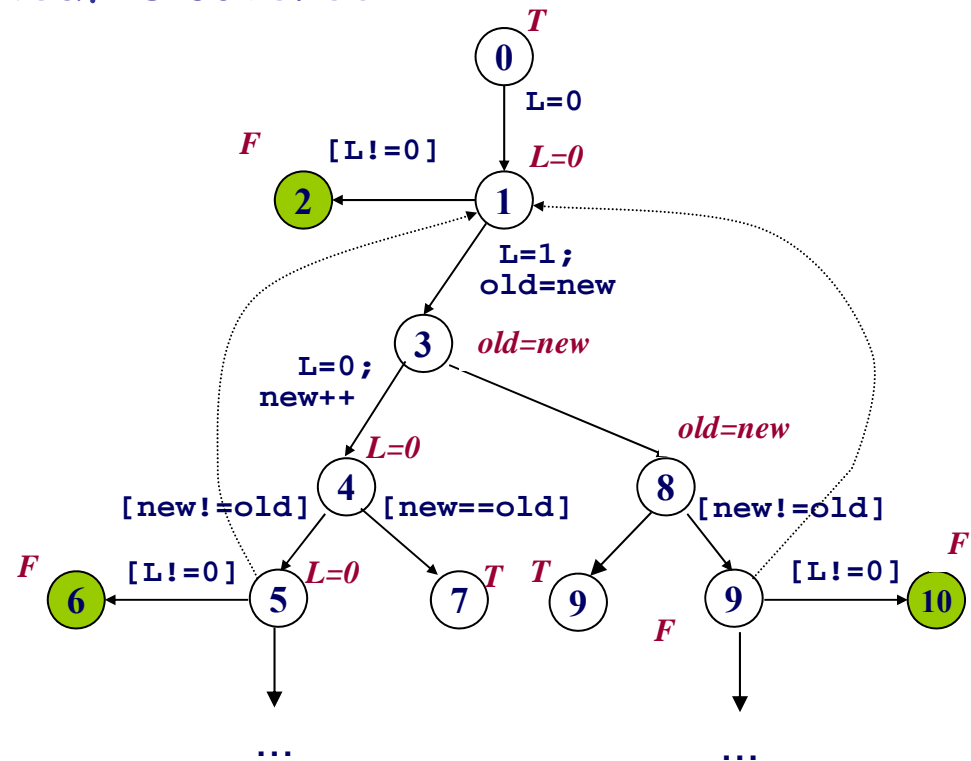 T
0
L=0
F
[L!=0]
L=0
2
1
L=1;
old=new
3
old=new
L=0;
new++
old=new
L=0
4
8
[new!=old]
[new==old]
[new!=old]
F
[L!=0]
L=0
T
T
[L!=0]
F
6
5
7
9
9
10
F
...
...